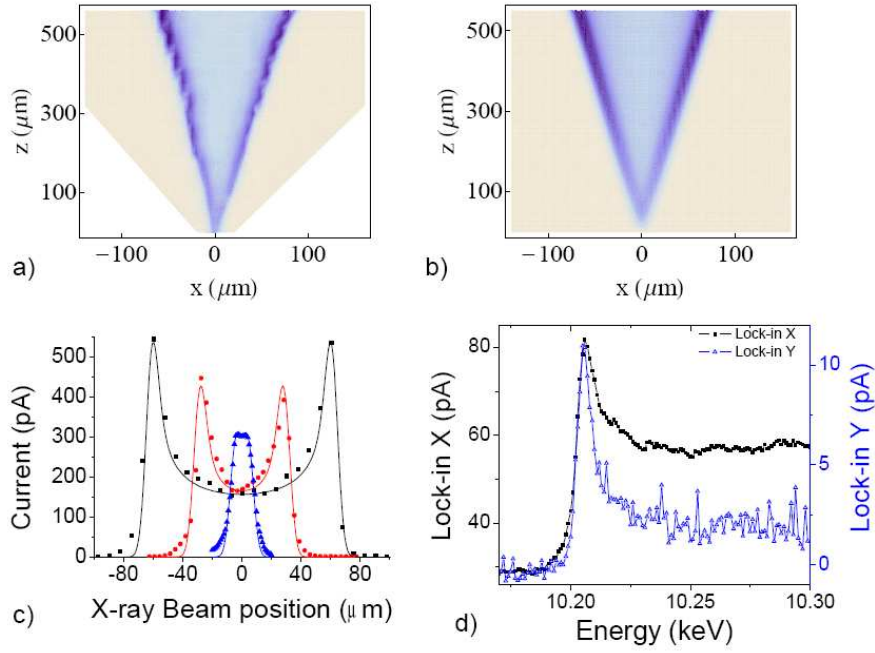 500
300
100
z (μm)
−100
0
100
x (μm)
a)
500
300
100
z (μm)
−100
0
100
x (μm)
b)
500
400
300
200
100
0
Current (pA)
-80
-40
0
40
80
X-ray Beam position (μ m)
c)
80
60
40
Lock-in X (pA)
Lock-in X
Lock-in Y
10
5
0
Lock-in Y (pA)
10.20
10.25
10.30
Energy (keV)
d)